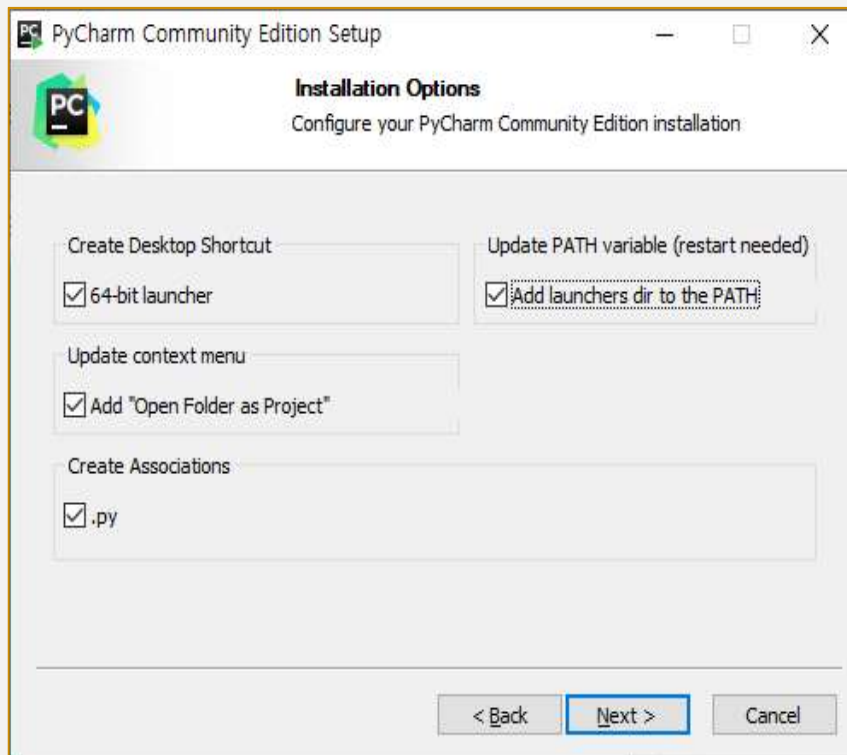 PC
PyCharm Community Edition Setup
PC
Installation Options
Configure your PyCharm Community Edition installation
Create Desktop Shortcut
64-bit launcher
Update PATH variable (restart needed)
Add launchers dir to the PATH
Update context menu
Add "Open Folder as Project"
Create Associations
.py
< Back
Next >
Cancel